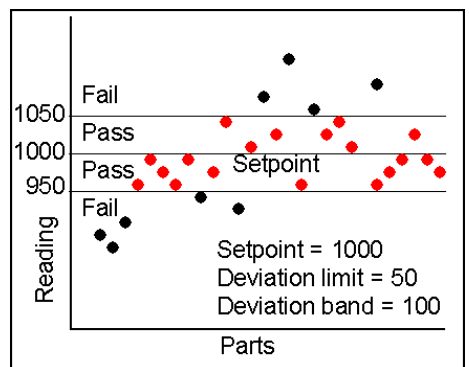 Fail
1050
Pass
1000
Pass
Setpoint
950
Fail
Reading
Setpoint = 1000
Deviation limit = 50
Deviation band = 100
Parts